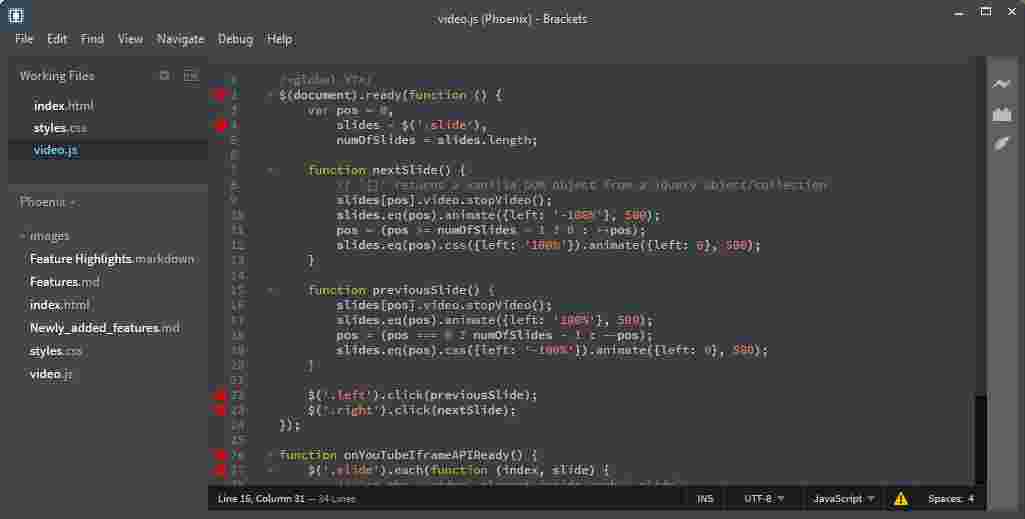 video.js (Phoenix) - Brackets
File Edit Find View Navigate Debug Help
Working Files
index.html
styles.css
video.js
Phoenix
images
Feature Highlights.markdown
Features.md
index.html
Newly_added_features.md
styles.css
video.js
2 $(document).ready(function () {
3 var pos = 0,
4 slides = $('.slide'),
5 numOfSlides = slides.length;
6
7 function nextSlide() {
8 // '[]' returns a vanilla DOM object from a jQuery object/collection
9 slides[pos].video.stopVideo();
10 slides.eq(pos).animate({left: '-100%'}, 500);
11 pos = (pos >= numOfSlides - 1 ? 0 : ++pos);
12 slides.eq(pos).css({left: '100%'}).animate({left: 0}, 500);
13 }
14
15 function previousSlide() {
16 slides[pos].video.stopVideo();
17 slides.eq(pos).animate({left: '100%'}, 500);
18 pos = (pos === 0 ? numOfSlides - 1 : --pos);
19 slides.eq(pos).css({left: '-100%'}).animate({left: 0}, 500);
20 }
21
22 $('.left').click(previousSlide);
23 $('.right').click(nextSlide);
24 });
25
26 function onYouTubeIframeAPIReady() {
27 $('.slide').each(function (index, slide) {
Line 15, Column 31 — 34 Lines INS UTF-8 JavaScript Spaces: 4